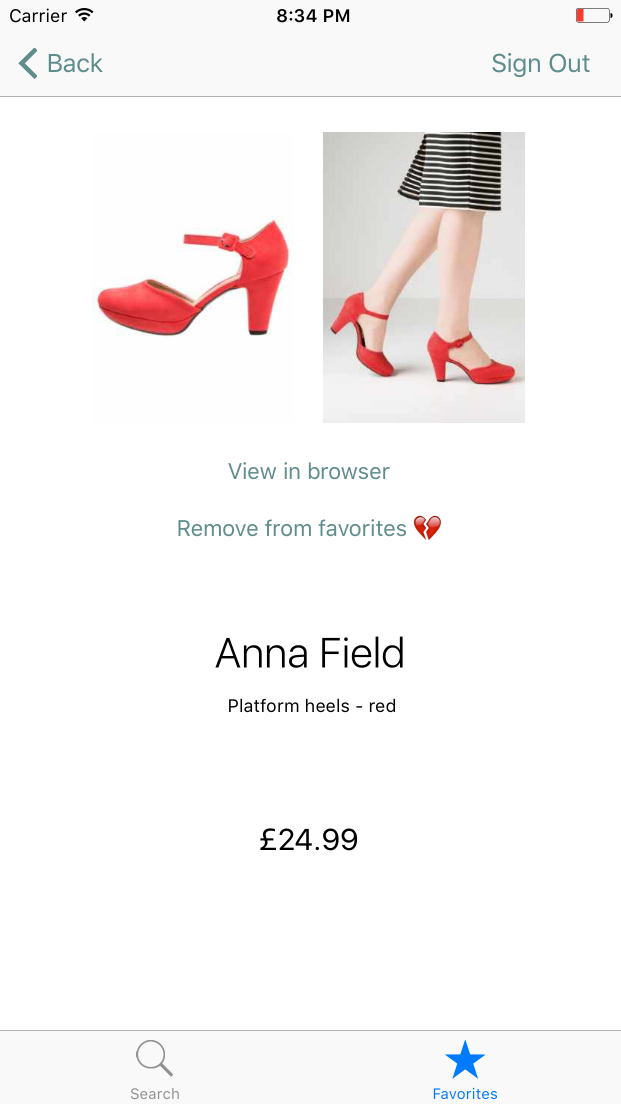 Carrier 8:34 PM
Back Sign Out
View in browser
Remove from favorites 💔
Anna Field
Platform heels - red
£24.99
Search Favorites